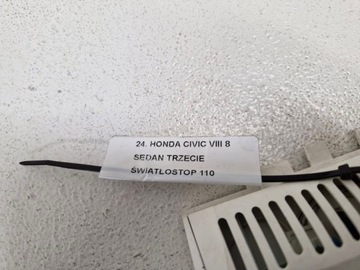 24. HONDA CIVIC VIII 8
SEDAN TRZECIE
ŚWIATŁOSTOP 110